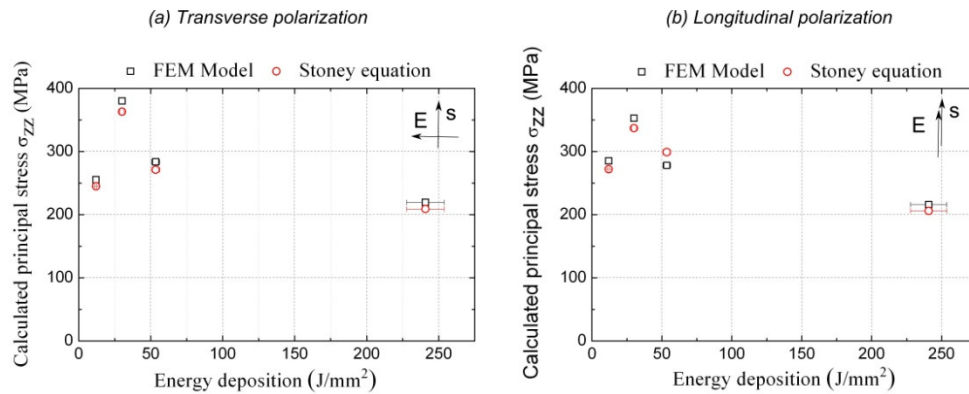 (a) Transverse polarization
FEM Model Stoney equation
Calculated principal stress σZZ (MPa)
400
300
200
100
0
0 50 100 150 200 250
Energy deposition (J/mm²)
E
s
(b) Longitudinal polarization
FEM Model Stoney equation
Calculated principal stress σZZ (MPa)
400
300
200
100
0
0 50 100 150 200 250
Energy deposition (J/mm²)
E
s